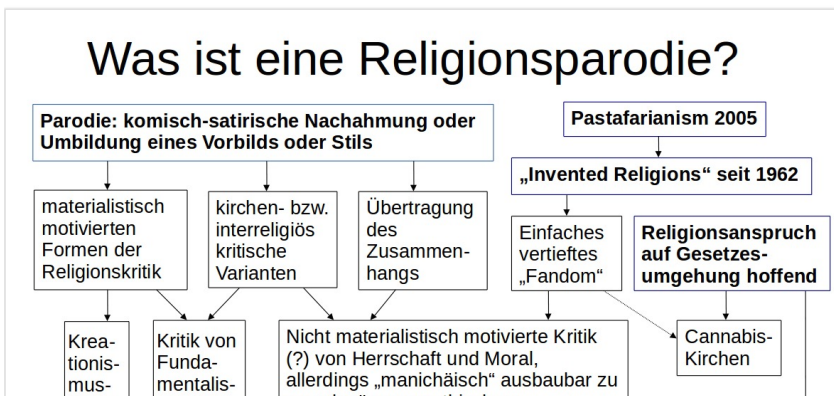 Was ist eine Religionsparodie?
Parodie: komisch-satirische Nachahmung oder
Umbildung eines Vorbilds oder Stils
Pastafarianism 2005
„Invented Religions“ seit 1962
materialistisch
motivierten
Formen der
Religionskritik
kirchen- bzw.
interreligiös
kritische
Varianten
Übertragung
des
Zusammen-
hangs
Einfaches
vertieftes
„Fandom“
Religionsanspruch
auf Gesetzes-
umgehung hoffend
Krea-
tionis-
mus-
Kritik von
Funda-
mentalis-
Nicht materialistisch motivierte Kritik
(?) von Herrschaft und Moral,
allerdings „manichäisch“ ausbaubar zu
Cannabis-
Kirchen